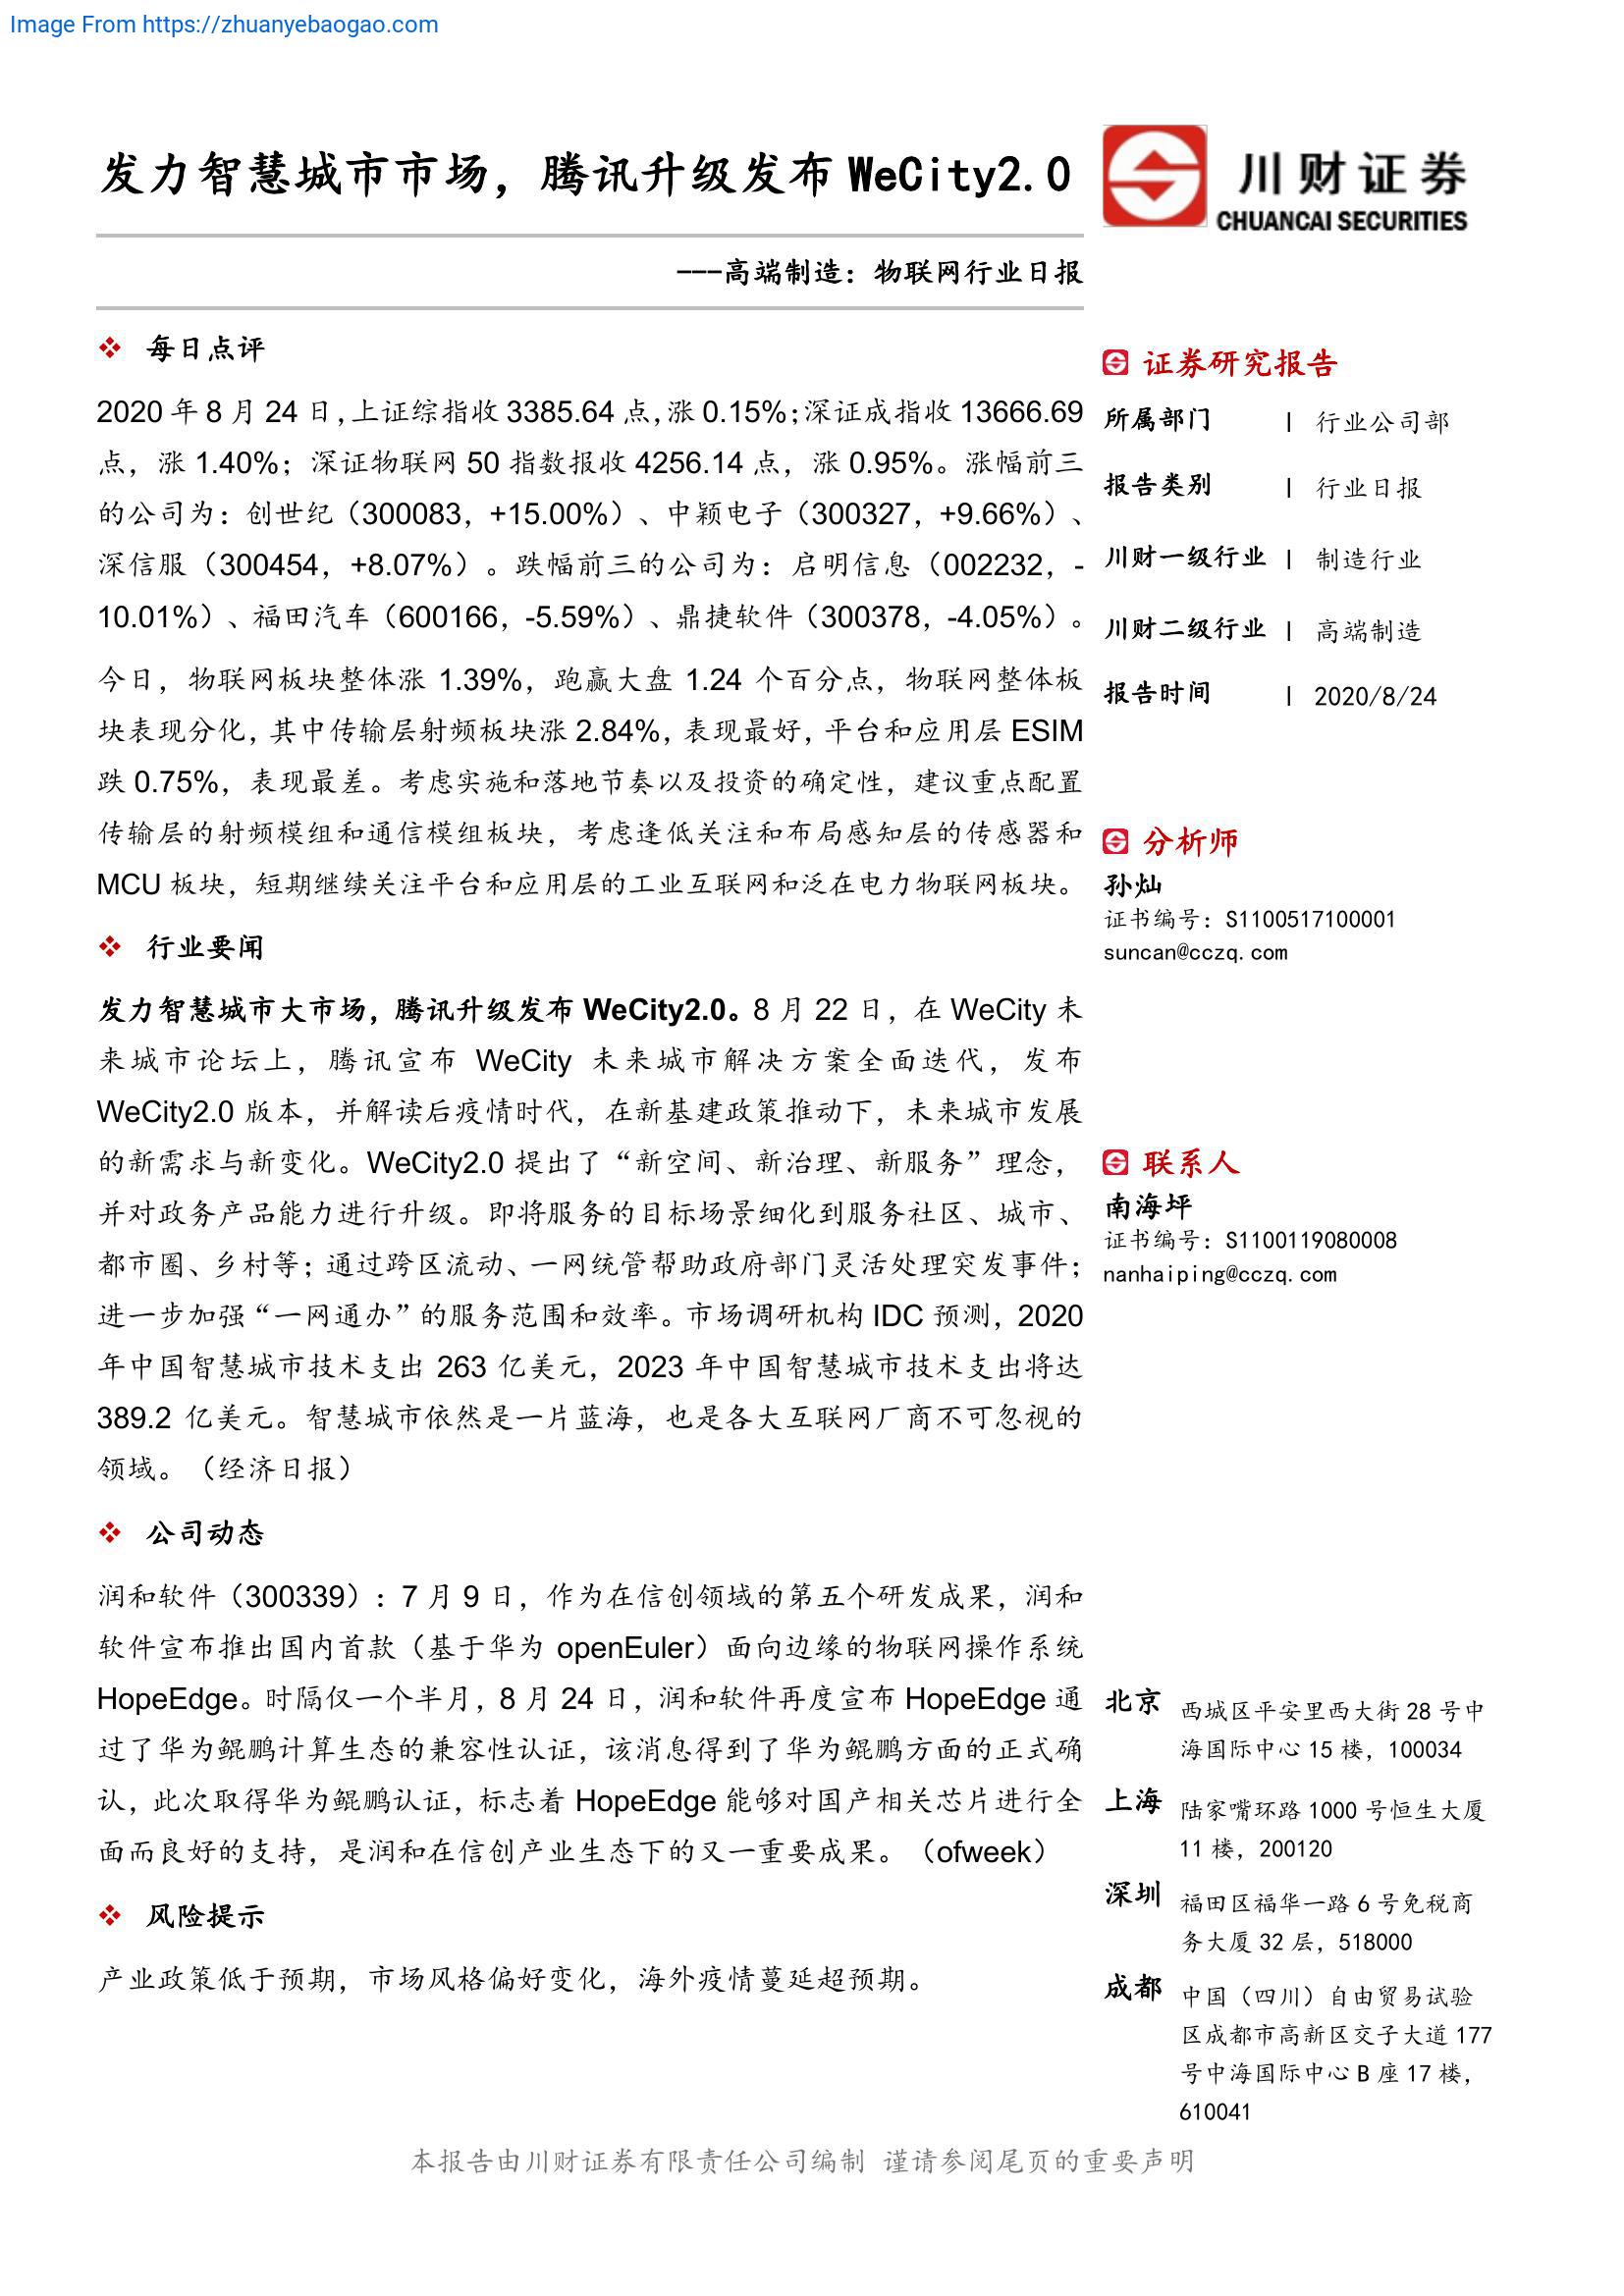 Image From https://zhuanyebaogao.com
发力智慧城市市场，腾讯升级发布 WeCity2.0
川财证券
CHUANCAI SECURITIES
---高端制造：物联网行业日报
每日点评
2020 年 8 月 24 日，上证综指收 3385.64 点，涨 0.15%；深证成指收 13666.69
点，涨 1.40%；深证物联网 50 指数报收 4256.14 点，涨 0.95%。涨幅前三
的公司为：创世纪（300083，+15.00%）、中颖电子（300327，+9.66%）、
深信服（300454，+8.07%）。跌幅前三的公司为：启明信息（002232，-
10.01%）、福田汽车（600166，-5.59%）、鼎捷软件（300378，-4.05%）。
今日，物联网板块整体涨 1.39%，跑赢大盘 1.24 个百分点，物联网整体板
块表现分化，其中传输层射频板块涨 2.84%，表现最好，平台和应用层 ESIM
跌 0.75%，表现最差。考虑实施和落地节奏以及投资的确定性，建议重点配置
传输层的射频模组和通信模组板块，考虑逢低关注和布局感知层的传感器和
MCU 板块，短期继续关注平台和应用层的工业互联网和泛在电力物联网板块。
行业要闻
发力智慧城市大市场，腾讯升级发布 WeCity2.0。8 月 22 日，在 WeCity 未
来城市论坛上，腾讯宣布 WeCity 未来城市解决方案全面迭代，发布
WeCity2.0 版本，并解读后疫情时代，在新基建政策推动下，未来城市发展
的新需求与新变化。WeCity2.0 提出了“新空间、新治理、新服务”理念，
并对政务产品能力进行升级。即将服务的目标场景细化到服务社区、城市、
都市圈、乡村等；通过跨区流动、一网统管帮助政府部门灵活处理突发事件；
进一步加强“一网通办”的服务范围和效率。市场调研机构 IDC 预测，2020
年中国智慧城市技术支出 263 亿美元，2023 年中国智慧城市技术支出将达
389.2 亿美元。智慧城市依然是一片蓝海，也是各大互联网厂商不可忽视的
领域。（经济日报）
公司动态
润和软件（300339）：7 月 9 日，作为在信创领域的第五个研发成果，润和
软件宣布推出国内首款（基于华为 openEuler）面向边缘的物联网操作系统
HopeEdge。时隔仅一个半月，8 月 24 日，润和软件再度宣布 HopeEdge 通
过了华为鲲鹏计算生态的兼容性认证，该消息得到了华为鲲鹏方面的正式确
认，此次取得华为鲲鹏认证，标志着 HopeEdge 能够对国产相关芯片进行全
面而良好的支持，是润和在信创产业生态下的又一重要成果。（ofweek）
风险提示
产业政策低于预期，市场风格偏好变化，海外疫情蔓延超预期。
证券研究报告
所属部门 | 行业公司部
报告类别 | 行业日报
川财一级行业 | 制造行业
川财二级行业 | 高端制造
报告时间 | 2020/8/24
分析师
孙灿
证书编号：S1100517100001
suncan@cczq.com
联系人
南海坪
证书编号：S1100119080008
nanhaiping@cczq.com
北京 西城区平安里西大街 28 号中
海国际中心 15 楼，100034
上海 陆家嘴环路 1000 号恒生大厦
11 楼，200120
深圳 福田区福华一路 6 号免税商
务大厦 32 层，518000
成都 中国（四川）自由贸易试验
区成都市高新区交子大道 177
号中海国际中心 B 座 17 楼，
610041
本报告由川财证券有限责任公司编制 谨请参阅尾页的重要声明